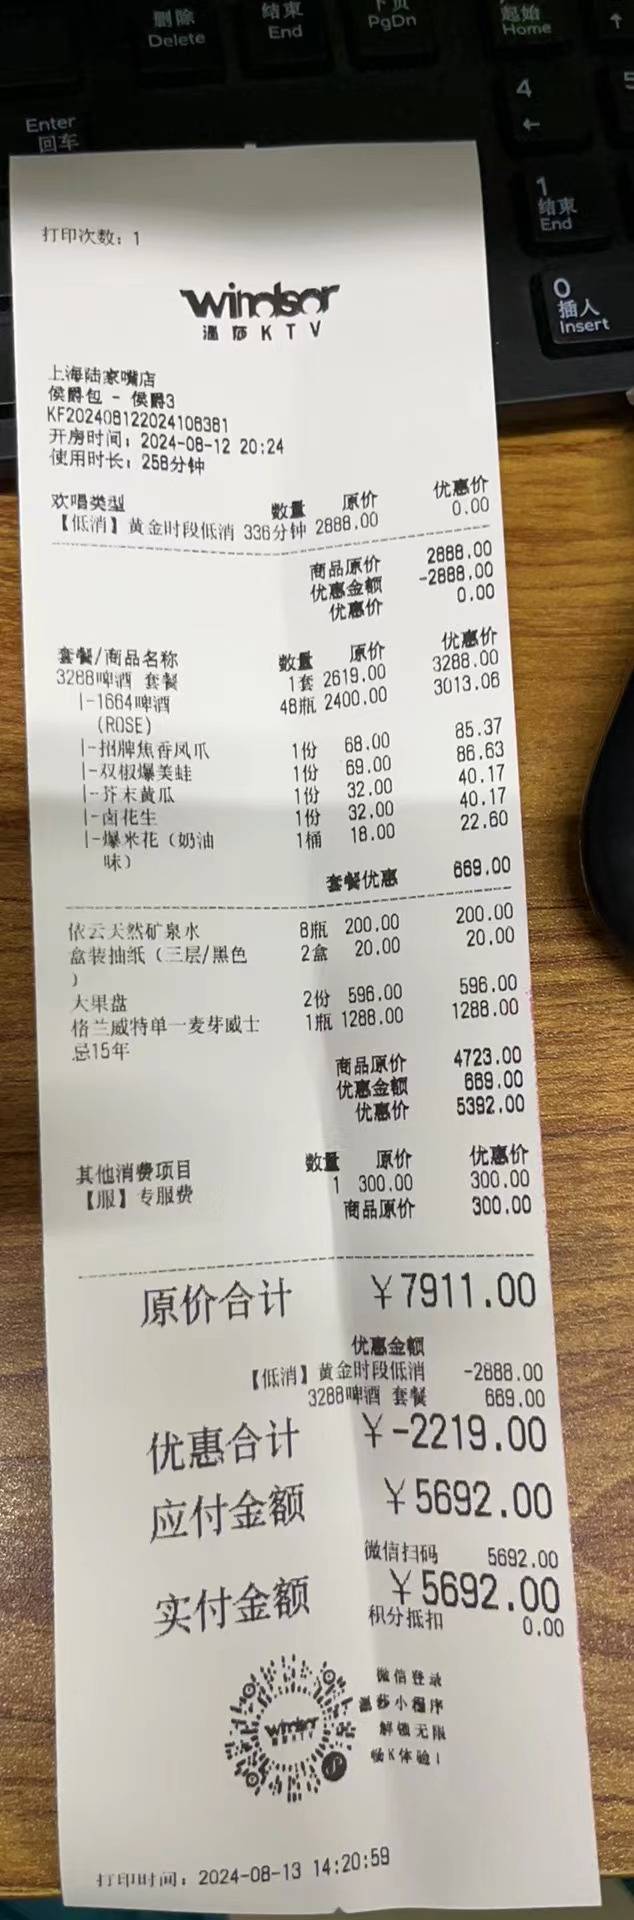 删除
Delete
结束
End
下页
PgDn
起始
Home
4
←
↑
5
Enter
回车
1
结束
End
0
插入
Insert
打印次数：1
windsor
温莎KTV
上海陆家嘴店
侯爵包 - 侯爵3
KF202408122024106381
开房时间：2024-08-12 20:24
使用时长：258分钟
欢唱类型 数量 原价 优惠价
【低消】黄金时段低消 336分钟 2888.00 0.00
商品原价 2888.00
优惠金额 -2888.00
优惠价 0.00
套餐/商品名称 数量 原价 优惠价
3288啤酒 套餐 1套 2619.00 3288.00
|-1664啤酒 48瓶 2400.00 3013.06
(ROSE)
|-招牌焦香凤爪 1份 68.00 85.37
|-双椒爆美蛙 1份 69.00 86.63
|-芥末黄瓜 1份 32.00 40.17
|-卤花生 1份 32.00 40.17
|-爆米花（奶油 1桶 18.00 22.60
味）
套餐优惠 669.00
依云天然矿泉水 8瓶 200.00 200.00
盒装抽纸（三层/黑色 2盒 20.00 20.00
）
大果盘 2份 596.00 596.00
格兰威特单一麦芽威士 1瓶 1288.00 1288.00
忌15年
商品原价 4723.00
优惠金额 669.00
优惠价 5392.00
其他消费项目 数量 原价 优惠价
【服】专服费 1 300.00 300.00
商品原价 300.00
原价合计 ￥7911.00
优惠金额
【低消】黄金时段低消 -2888.00
3288啤酒 套餐 669.00
优惠合计 ￥-2219.00
应付金额 ￥5692.00
微信扫码 5692.00
实付金额 ￥5692.00
积分抵扣 0.00
微信登录
温莎小程序
解锁无限
畅K体验！
windsor
打印时间：2024-08-13 14:20:59